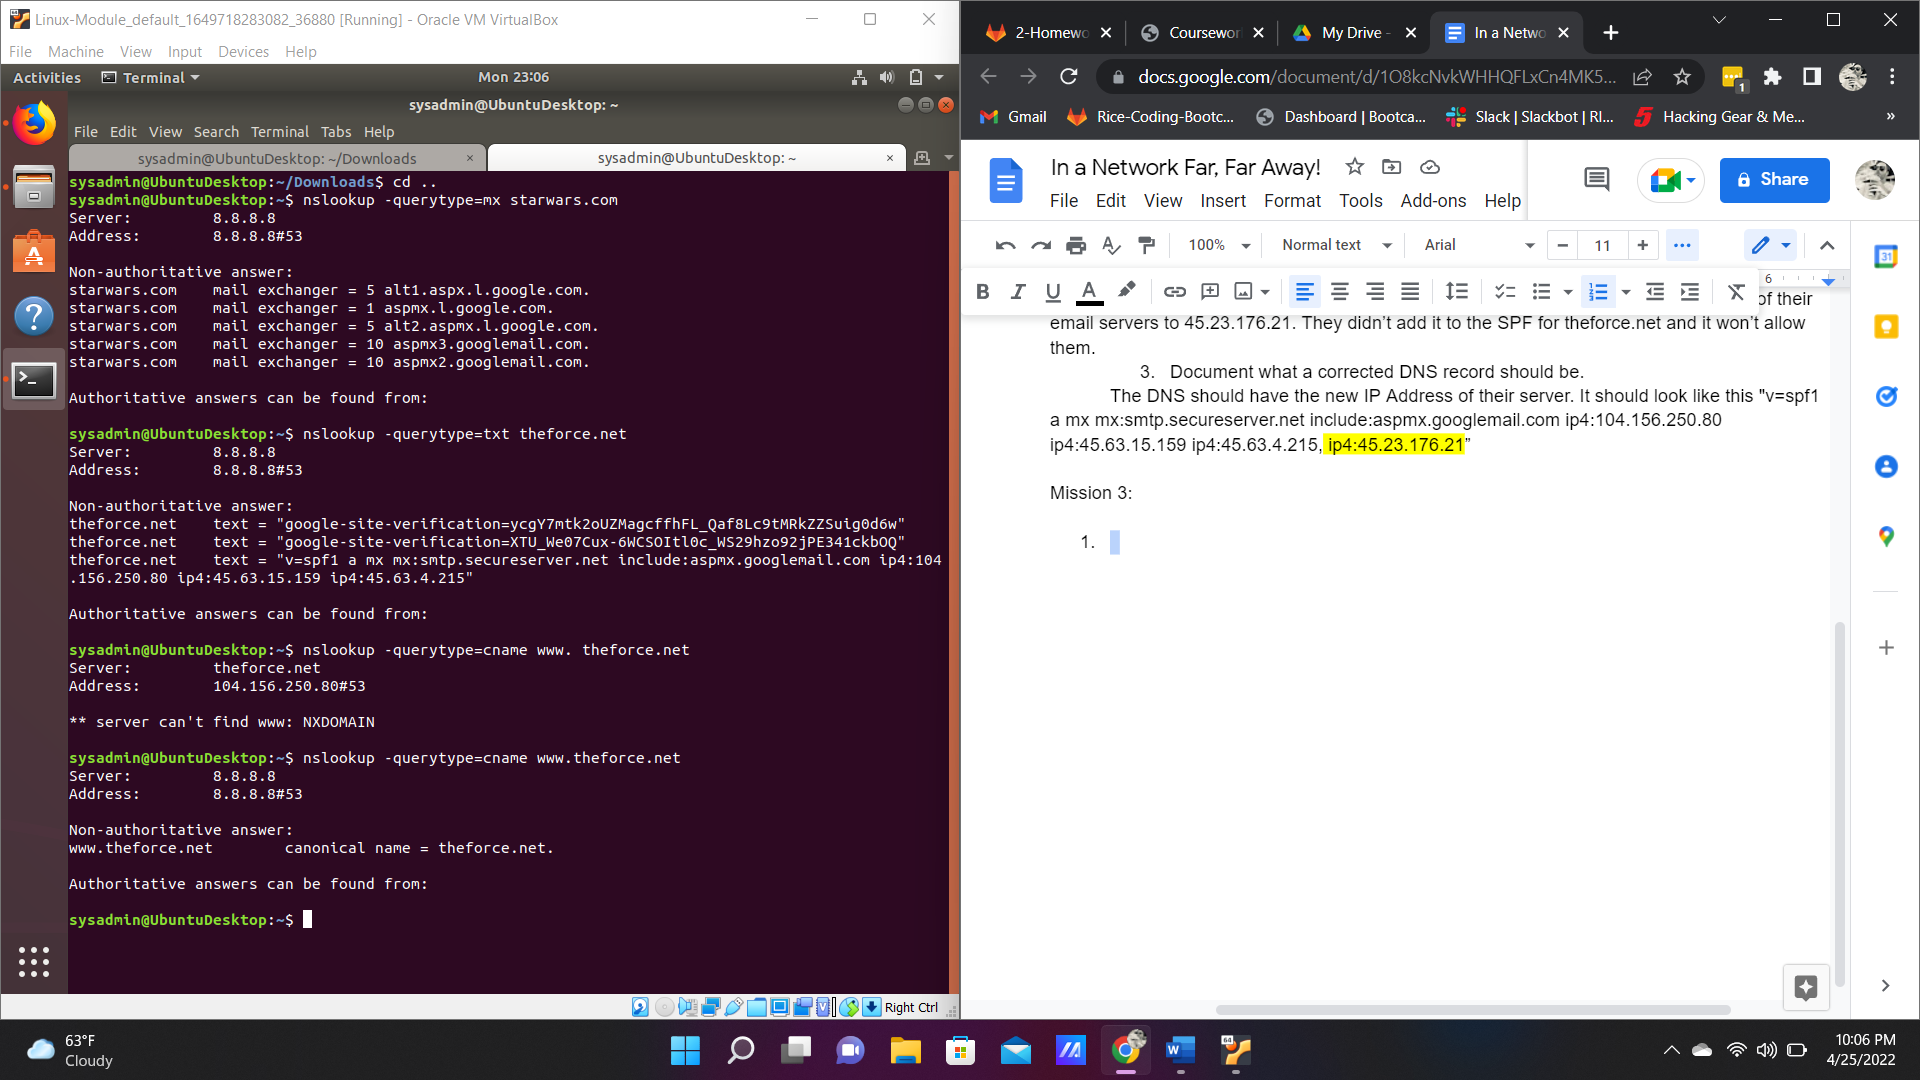 Linux-Module_default_1649718283082_36880 [Running] - Oracle VM VirtualBox
File Machine View Input Devices Help
Activities Terminal Mon 23:06
sysadmin@UbuntuDesktop: ~
File Edit View Search Terminal Tabs Help
sysadmin@UbuntuDesktop: ~/Downloads × sysadmin@UbuntuDesktop: ~ ×
sysadmin@UbuntuDesktop:~/Downloads$ cd ..
sysadmin@UbuntuDesktop:~$ nslookup -querytype=mx starwars.com
Server: 8.8.8.8
Address: 8.8.8.8#53
Non-authoritative answer:
starwars.com mail exchanger = 5 alt1.aspx.l.google.com.
starwars.com mail exchanger = 1 aspmx.l.google.com.
starwars.com mail exchanger = 5 alt2.aspmx.l.google.com.
starwars.com mail exchanger = 10 aspmx3.googlemail.com.
starwars.com mail exchanger = 10 aspmx2.googlemail.com.
Authoritative answers can be found from:
sysadmin@UbuntuDesktop:~$ nslookup -querytype=txt theforce.net
Server: 8.8.8.8
Address: 8.8.8.8#53
Non-authoritative answer:
theforce.net text = "google-site-verification=ycgY7mtk2oUZMagcffhFL_Qaf8Lc9tMRkZZSuig0d6w"
theforce.net text = "google-site-verification=XTU_We07Cux-6WCSOItl0c_WS29hzo92jPE341ckbOQ"
theforce.net text = "v=spf1 a mx mx:smtp.secureserver.net include:aspmx.googlemail.com ip4:104
.156.250.80 ip4:45.63.15.159 ip4:45.63.4.215"
Authoritative answers can be found from:
sysadmin@UbuntuDesktop:~$ nslookup -querytype=cname www. theforce.net
Server: theforce.net
Address: 104.156.250.80#53
** server can't find www: NXDOMAIN
sysadmin@UbuntuDesktop:~$ nslookup -querytype=cname www.theforce.net
Server: 8.8.8.8
Address: 8.8.8.8#53
Non-authoritative answer:
www.theforce.net canonical name = theforce.net.
Authoritative answers can be found from:
sysadmin@UbuntuDesktop:~$
Right Ctrl
2-Homewo Coursewor My Drive - In a Netwo
docs.google.com/document/d/1O8kcNvkWHHQFLxCn4MK5...
1
Gmail Rice-Coding-Bootc... Dashboard | Bootca... Slack | Slackbot | RI... Hacking Gear & Me... »
In a Network Far, Far Away!
Share
File Edit View Insert Format Tools Add-ons Help
100% Normal text Arial 11
B I U A
6
31
of their
email servers to 45.23.176.21. They didn’t add it to the SPF for theforce.net and it won’t allow
them.
3. Document what a corrected DNS record should be.
The DNS should have the new IP Address of their server. It should look like this "v=spf1
a mx mx:smtp.secureserver.net include:aspmx.googlemail.com ip4:104.156.250.80
ip4:45.63.15.159 ip4:45.63.4.215, ip4:45.23.176.21”
Mission 3:
1.
63°F
Cloudy
W
64
10:06 PM
4/25/2022